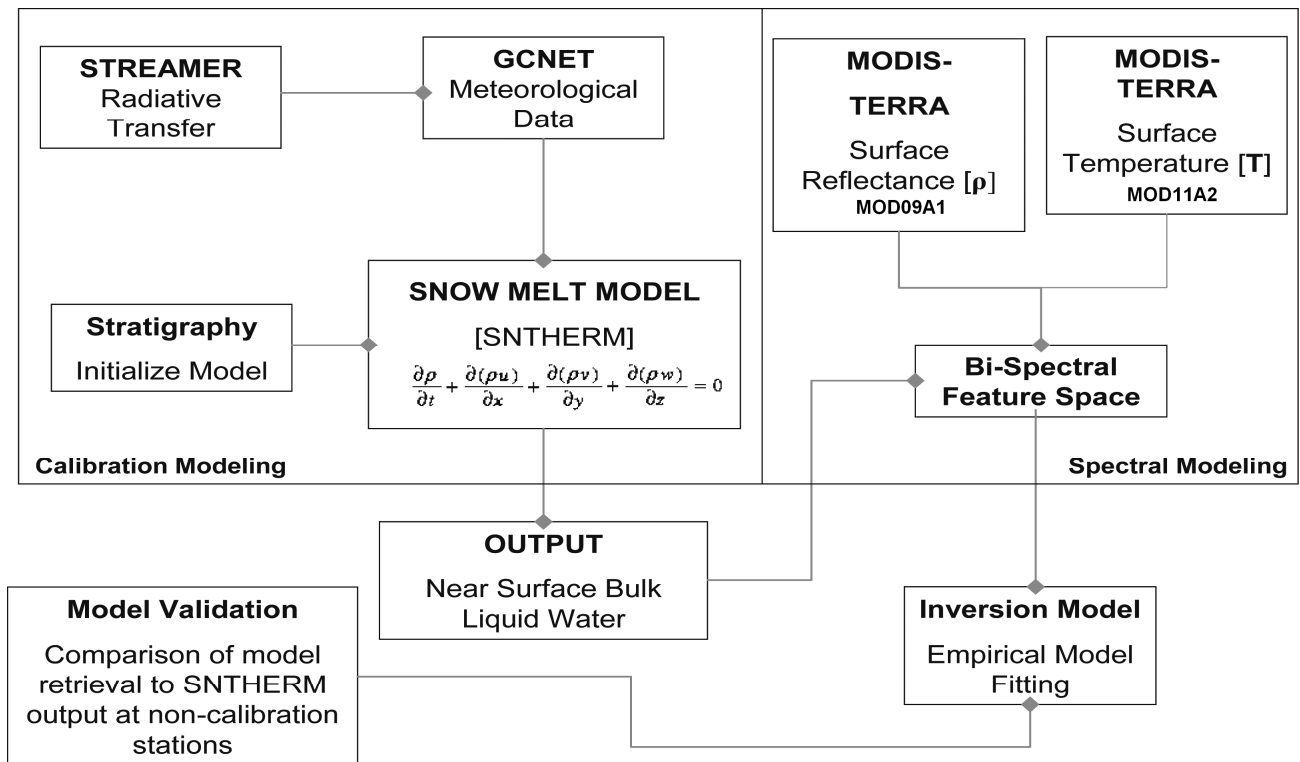 STREAMER
Radiative
Transfer
GCNET
Meteorological
Data
MODIS-
TERRA
Surface
Reflectance [ρ]
MOD09A1
MODIS-
TERRA
Surface
Temperature [T]
MOD11A2
Stratigraphy
Initialize Model
SNOW MELT MODEL
[SNTHERM]
∂ρ/∂t + ∂(ρu)/∂x + ∂(ρv)/∂y + ∂(ρw)/∂z = 0
Bi-Spectral
Feature Space
Calibration Modeling
Spectral Modeling
OUTPUT
Near Surface Bulk
Liquid Water
Model Validation
Comparison of model
retrieval to SNTHERM
output at non-calibration
stations
Inversion Model
Empirical Model
Fitting